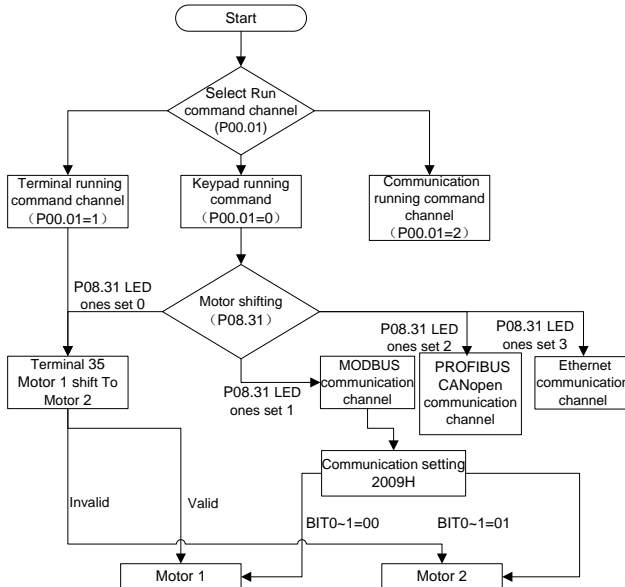 Start
Select Run
command channel
(P00.01)
Terminal running
command channel
（P00.01=1）
Keypad running
command
（P00.01=0）
Communication
running command
channel
（P00.01=2）
P08.31 LED
ones set 0
Motor shifting
（P08.31）
P08.31 LED
ones set 2
P08.31 LED
ones set 3
Terminal 35
Motor 1 shift To
Motor 2
P08.31 LED
ones set 1
MODBUS
communication
channel
PROFIBUS
CANopen
communication
channel
Ethernet
communication
channel
Communication setting
2009H
Invalid
Valid
BIT0~1=00
BIT0~1=01
Motor 1
Motor 2